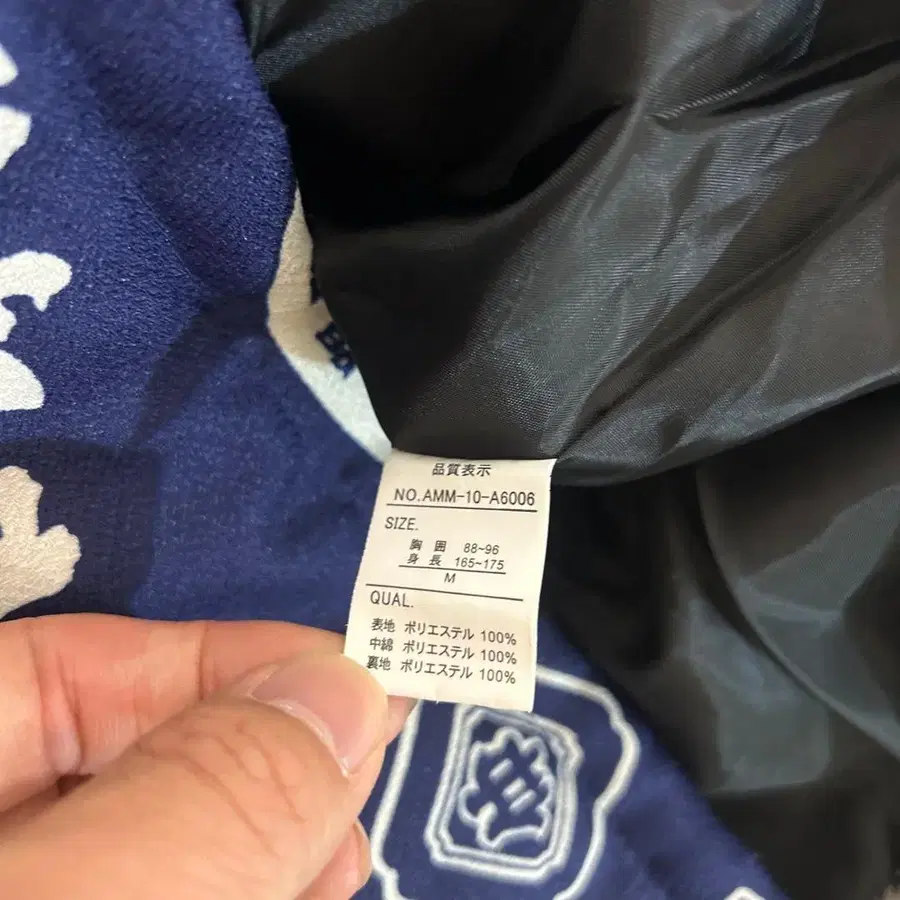 品質表示
NO.AMM-10-A6006
SIZE.
胸 囲 88~96
身 長 165~175
M
QUAL.
表地 ポリエステル 100%
中綿 ポリエステル 100%
裏地 ポリエステル 100%